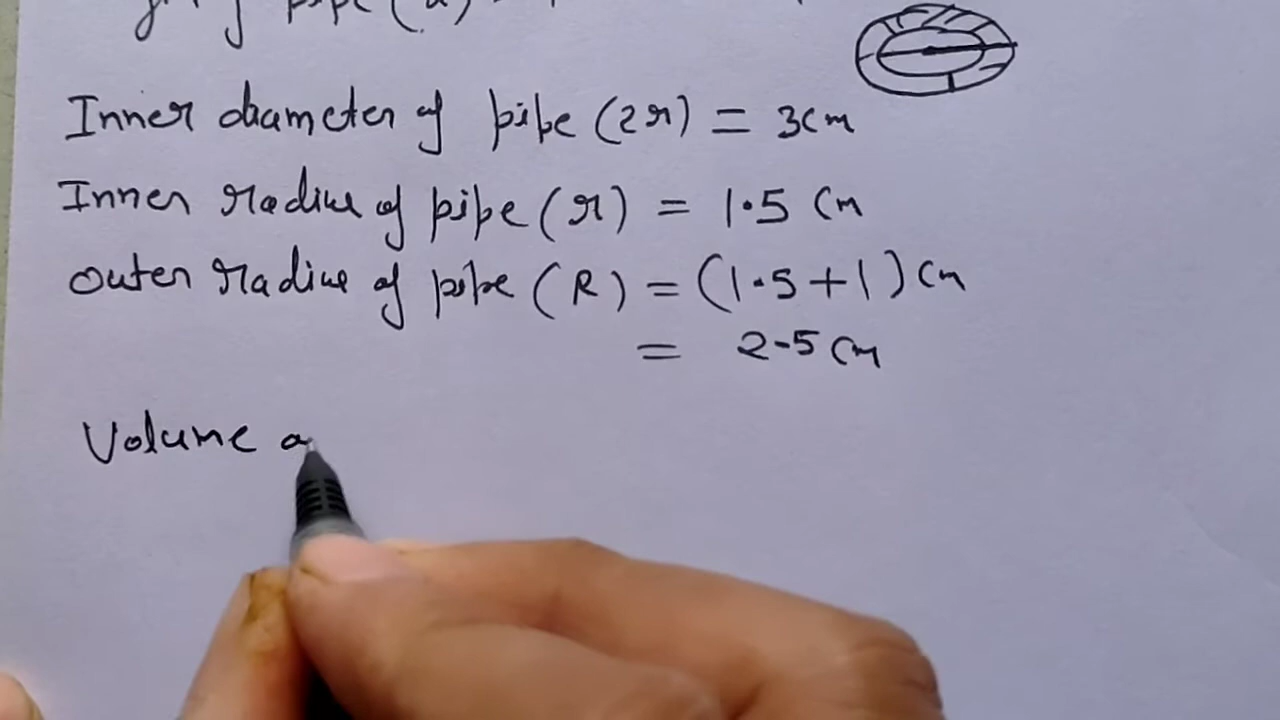 pipe (
Inner diameter of pipe (2r) = 3cm
Inner radius of pipe (r) = 1.5 cm
outer radius of pipe (R) = (1.5+1) cm
= 2.5 cm
Volume